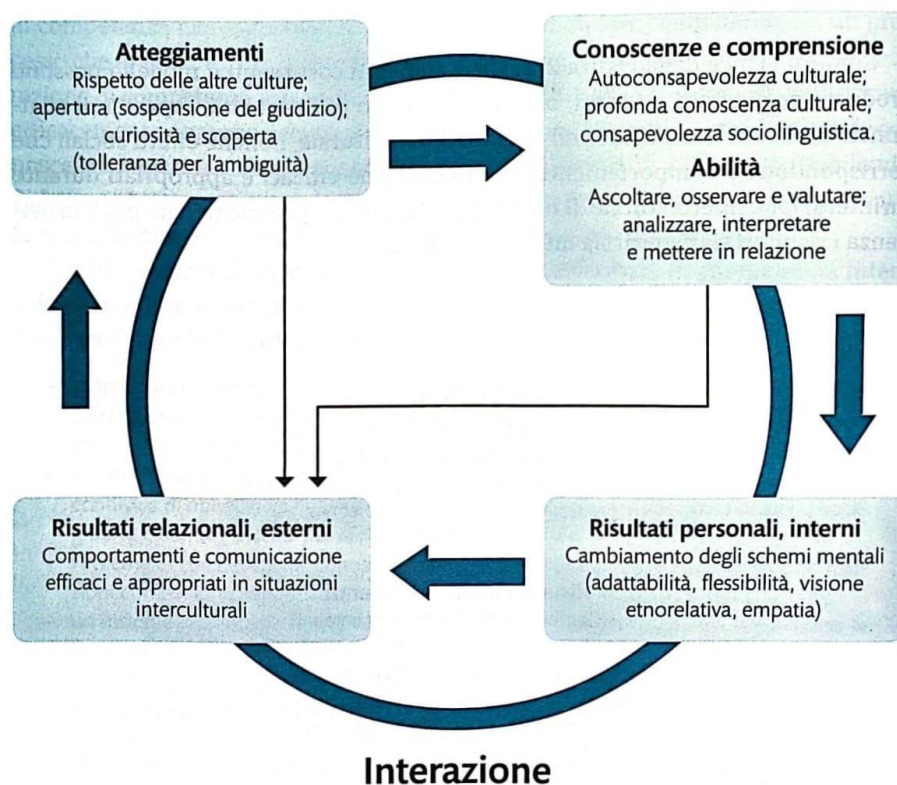 Atteggiamenti
Rispetto delle altre culture;
apertura (sospensione del giudizio);
curiosità e scoperta
(tolleranza per l'ambiguità)
Conoscenze e comprensione
Autoconsapevolezza culturale;
profonda conoscenza culturale;
consapevolezza sociolinguistica.
Abilità
Ascoltare, osservare e valutare;
analizzare, interpretare
e mettere in relazione
Risultati relazionali, esterni
Comportamenti e comunicazione
efficaci e appropriati in situazioni
interculturali
Risultati personali, interni
Cambiamento degli schemi mentali
(adattabilità, flessibilità, visione
etnorelativa, empatia)
Interazione